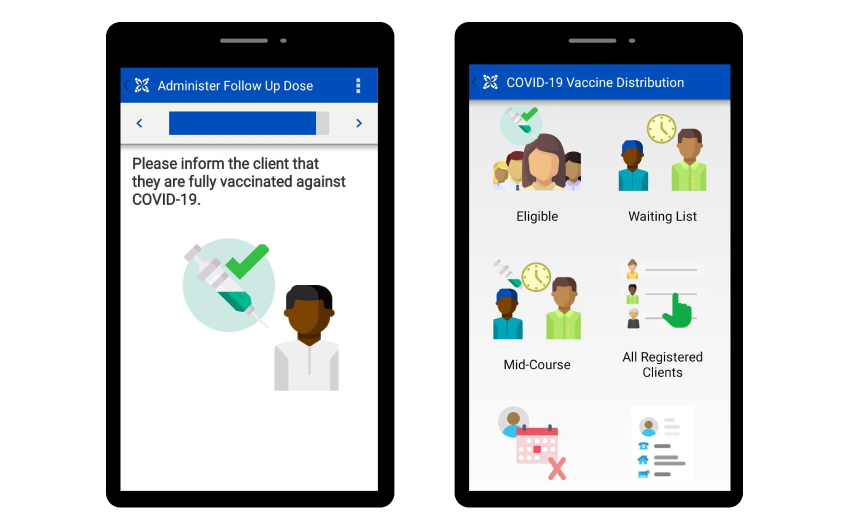 Administer Follow Up Dose
Please inform the client that
they are fully vaccinated against
COVID-19.
COVID-19 Vaccine Distribution
Eligible
Waiting List
Mid-Course
All Registered
Clients